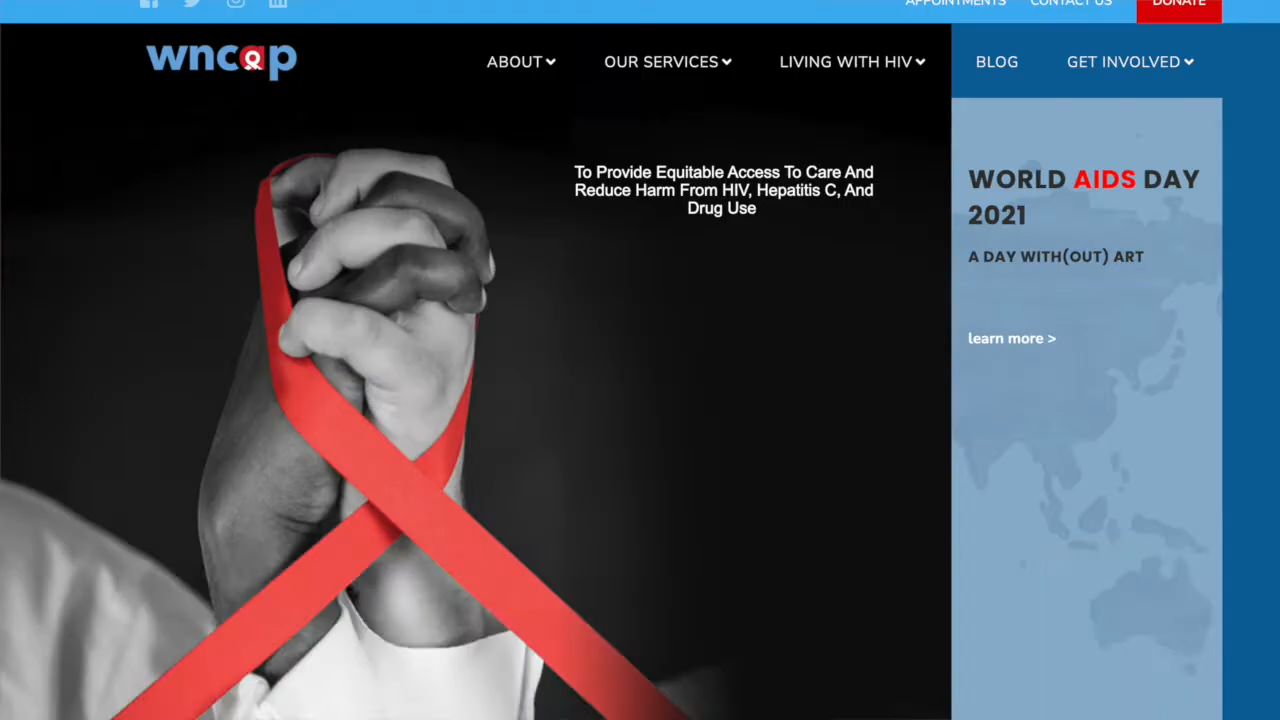 APPOINTMENTS CONTACT US DONATE
wncap
ABOUT OUR SERVICES LIVING WITH HIV BLOG GET INVOLVED
To Provide Equitable Access To Care And
Reduce Harm From HIV, Hepatitis C, And
Drug Use
WORLD AIDS DAY
2021
A DAY WITH(OUT) ART
learn more >